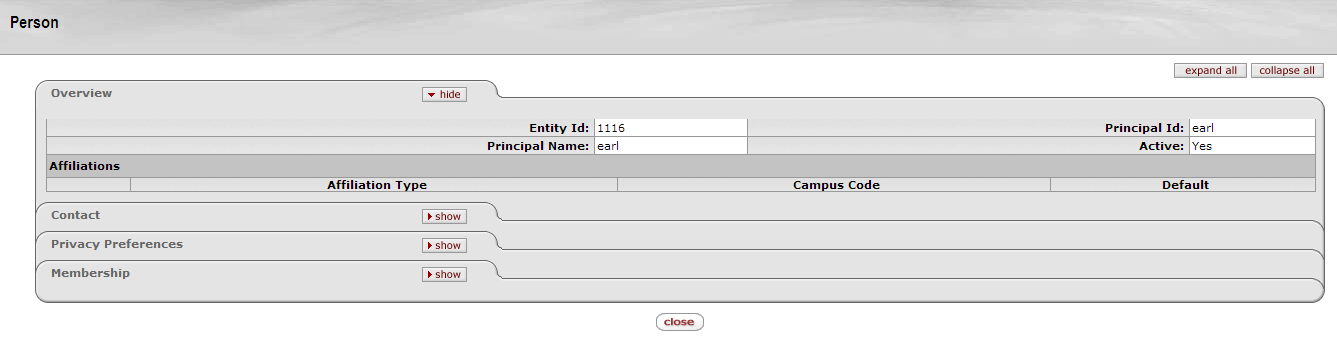 Person
expand all collapse all
Overview hide
Entity Id: 1116 Principal Id: earl
Principal Name: earl Active: Yes
Affiliations
Affiliation Type Campus Code Default
Contact show
Privacy Preferences show
Membership show
close